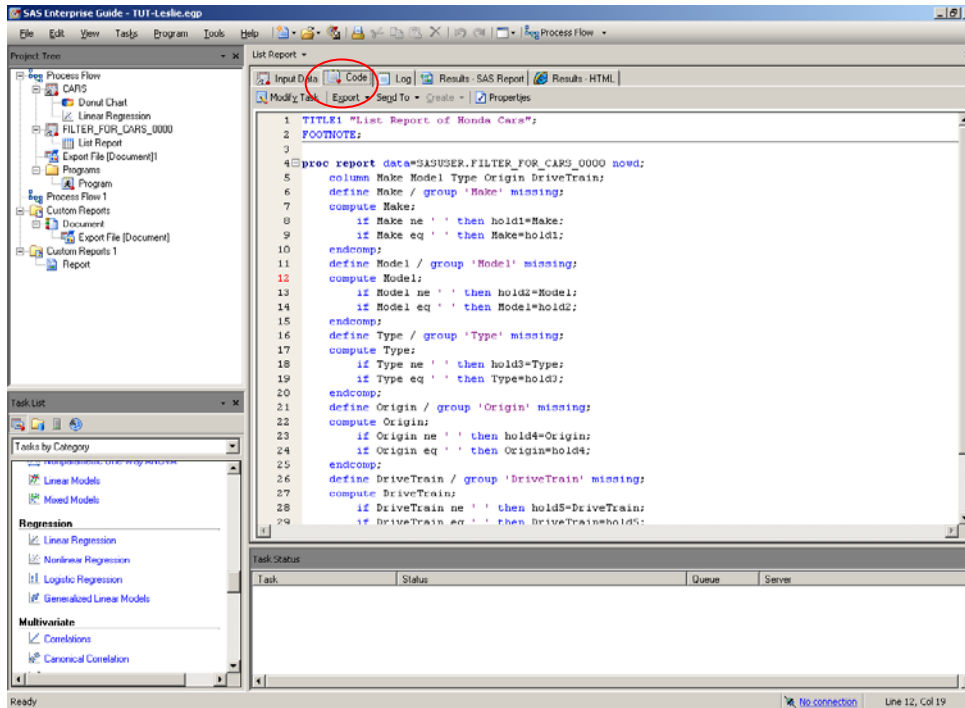 SAS Enterprise Guide - TUT-Leslie.egp
File Edit View Tasks Program Tools Help Process Flow
Project Tree
Process Flow
CARS
Donut Chart
Linear Regression
FILTER_FOR_CARS_0000
List Report
Export File [Document]1
Programs
Program
Process Flow 1
Custom Reports
Document
Export File [Document]
Custom Reports 1
Report
List Report
Input Data Code Log Results - SAS Report Results - HTML
Modify Task Export Send To Create Properties
1 TITLE1 "List Report of Honda Cars";
2 FOOTNOTE;
3
4 proc report data=SASUSER.FILTER_FOR_CARS_0000 nowd;
5 column Make Model Type Origin DriveTrain;
6 define Make / group 'Make' missing;
7 compute Make;
8 if Make ne ' ' then hold1=Make;
9 if Make eq ' ' then Make=hold1;
10 endcomp;
11 define Model / group 'Model' missing;
12 compute Model;
13 if Model ne ' ' then hold2=Model;
14 if Model eq ' ' then Model=hold2;
15 endcomp;
16 define Type / group 'Type' missing;
17 compute Type;
18 if Type ne ' ' then hold3=Type;
19 if Type eq ' ' then Type=hold3;
20 endcomp;
21 define Origin / group 'Origin' missing;
22 compute Origin;
23 if Origin ne ' ' then hold4=Origin;
24 if Origin eq ' ' then Origin=hold4;
25 endcomp;
26 define DriveTrain / group 'DriveTrain' missing;
27 compute DriveTrain;
28 if DriveTrain ne ' ' then hold5=DriveTrain;
29 if DriveTrain eq ' ' then DriveTrain=hold5;
Task List
Tasks by Category
Nonparametric One-Way ANOVA
Linear Models
Mixed Models
Regression
Linear Regression
Nonlinear Regression
Logistic Regression
Generalized Linear Models
Multivariate
Correlations
Canonical Correlation
Task Status
Task Status Queue Server
Ready No connection Line 12, Col 19